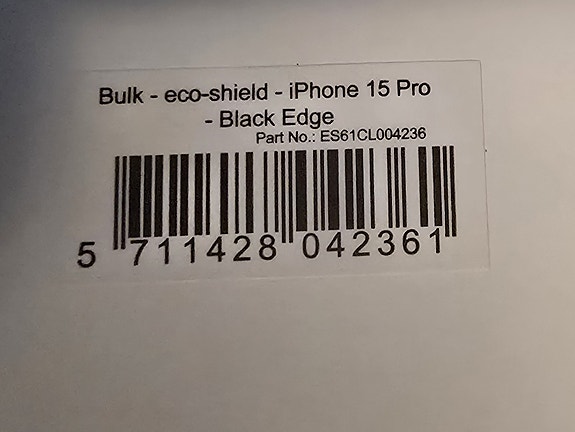 Bulk - eco-shield - iPhone 15 Pro
- Black Edge
Part No.: ES61CL004236
5 711428 042361